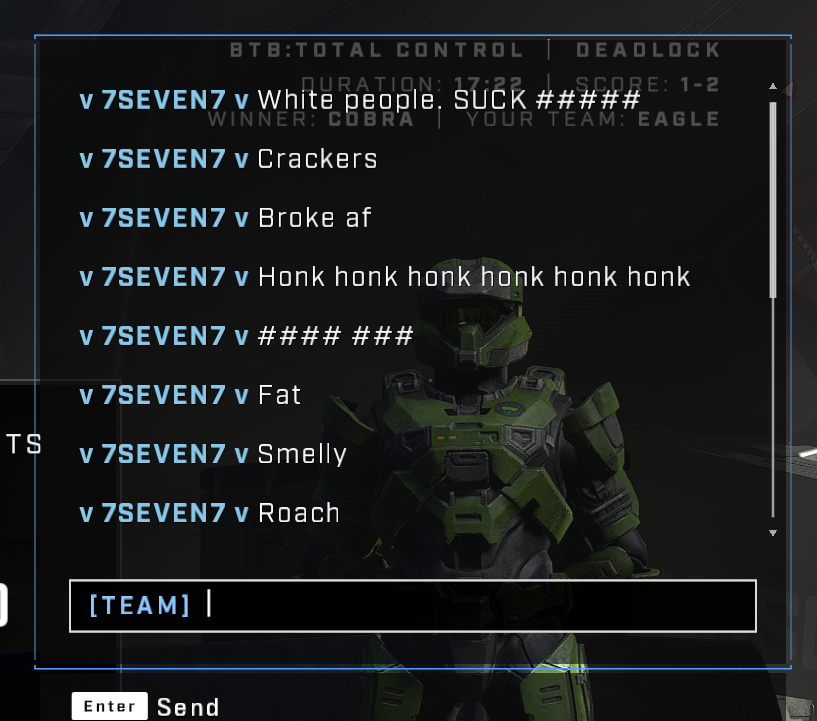 BTB:TOTAL CONTROL | DEADLOCK
DURATION: 17:22 | SCORE: 1-2
v 7SEVEN7 v White people. SUCK #####
WINNER: COBRA | YOUR TEAM: EAGLE
v 7SEVEN7 v Crackers
v 7SEVEN7 v Broke af
v 7SEVEN7 v Honk honk honk honk honk honk
v 7SEVEN7 v #### ###
v 7SEVEN7 v Fat
TS
v 7SEVEN7 v Smelly
v 7SEVEN7 v Roach
[TEAM]
Enter Send